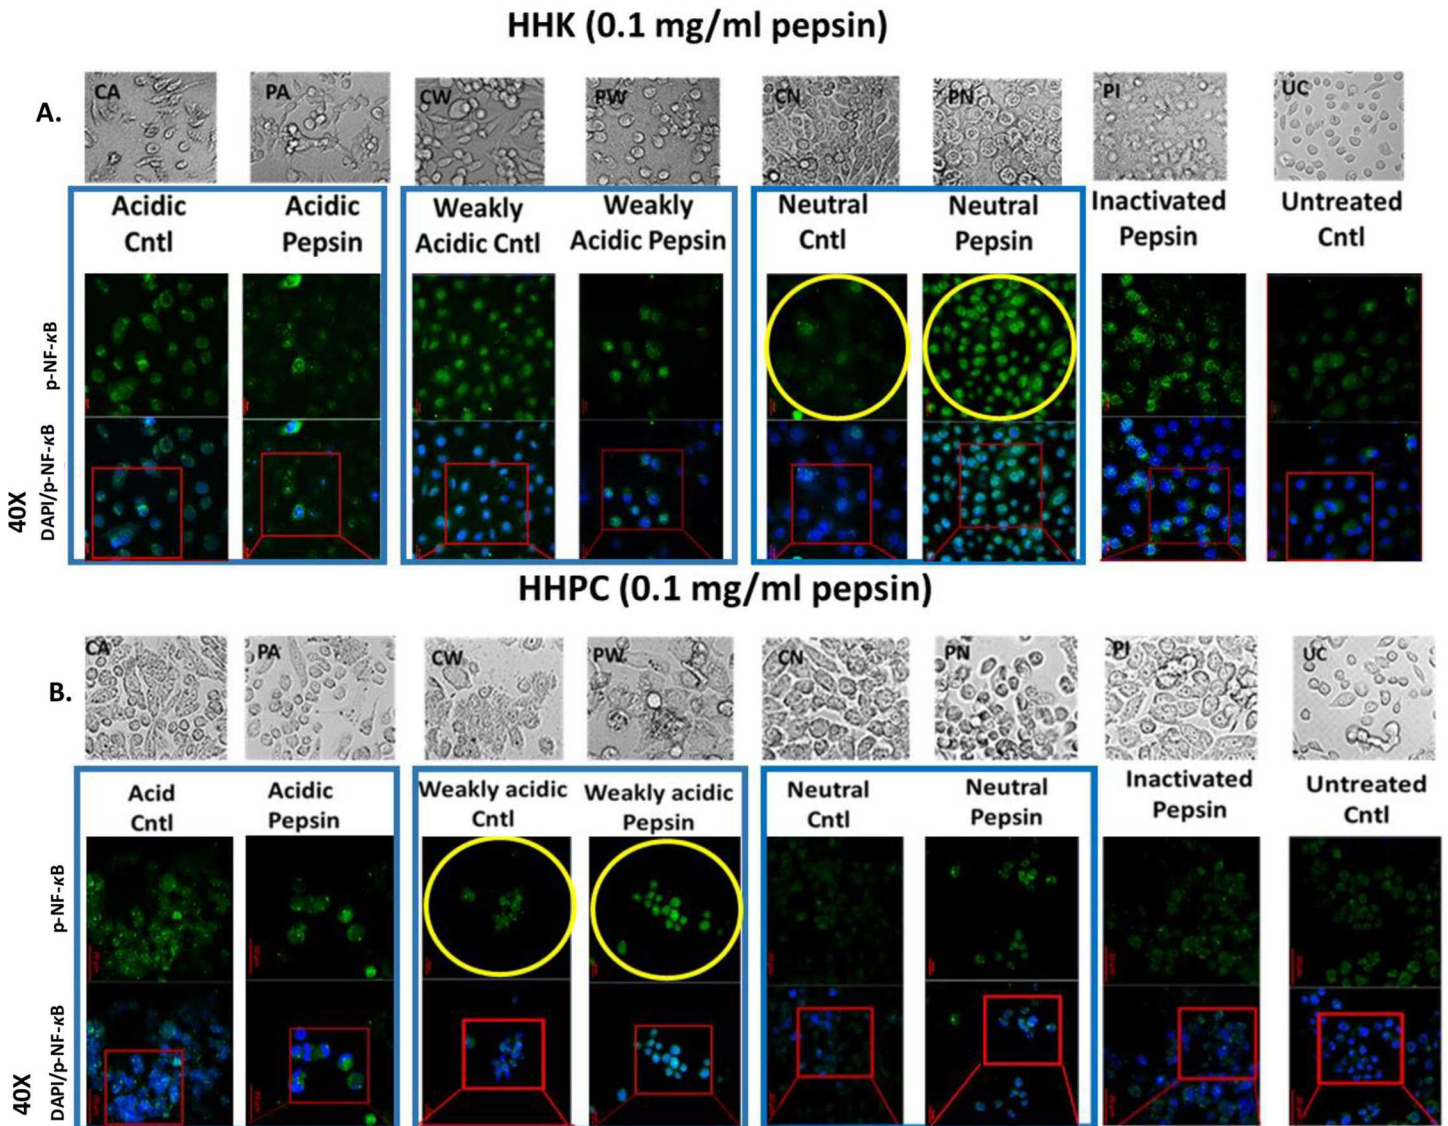 HHK (0.1 mg/ml pepsin)
A.
CA
PA
CW
PW
CN
PN
PI
UC
Acidic
Cntl
Acidic
Pepsin
Weakly
Acidic Cntl
Weakly
Acidic Pepsin
Neutral
Cntl
Neutral
Pepsin
Inactivated
Pepsin
Untreated
Cntl
p-NF-κB
DAPI/p-NF-κB
40X
HHPC (0.1 mg/ml pepsin)
B.
CA
PA
CW
PW
CN
PN
PI
UC
Acid
Cntl
Acidic
Pepsin
Weakly acidic
Cntl
Weakly acidic
Pepsin
Neutral
Cntl
Neutral
Pepsin
Inactivated
Pepsin
Untreated
Cntl
p-NF-κB
DAPI/p-NF-κB
40X